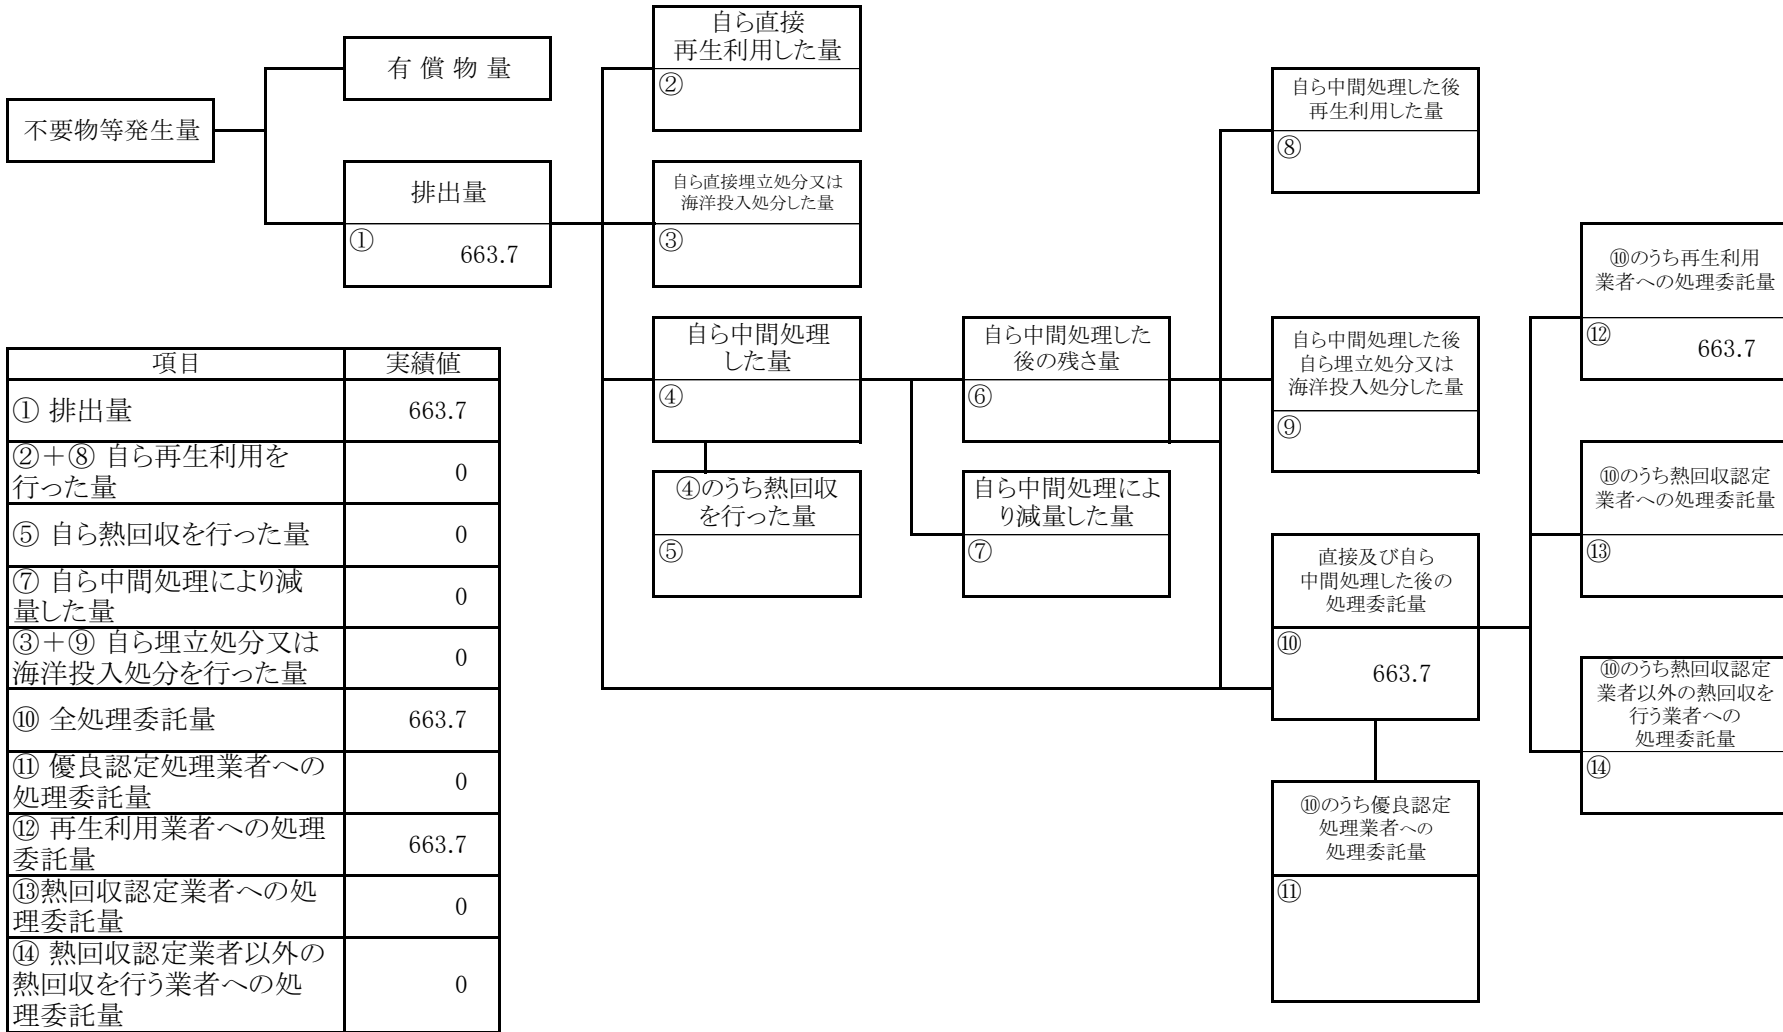 不要物等発生量
有 償 物 量
排出量
①
663.7
自ら直接
再生利用した量
②
自ら直接埋立処分又は
海洋投入処分した量
③
自ら中間処理
した量
④
④のうち熱回収
を行った量
⑤
自ら中間処理した
後の残さ量
⑥
自ら中間処理によ
り減量した量
⑦
自ら中間処理した後
再生利用した量
⑧
自ら中間処理した後
自ら埋立処分又は
海洋投入処分した量
⑨
直接及び自ら
中間処理した後の
処理委託量
⑩
663.7
⑩のうち優良認定
処理業者への
処理委託量
⑪
⑩のうち再生利用
業者への処理委託量
⑫
663.7
⑩のうち熱回収認定
業者への処理委託量
⑬
⑩のうち熱回収認定
業者以外の熱回収を
行う業者への
処理委託量
⑭
項目 実績値
① 排出量 663.7
②＋⑧ 自ら再生利用を
行った量 0
⑤ 自ら熱回収を行った量 0
⑦ 自ら中間処理により減
量した量 0
③＋⑨ 自ら埋立処分又は
海洋投入処分を行った量 0
⑩ 全処理委託量 663.7
⑪ 優良認定処理業者への
処理委託量 0
⑫ 再生利用業者への処理
委託量 663.7
⑬熱回収認定業者への処
理委託量 0
⑭ 熱回収認定業者以外の
熱回収を行う業者への処
理委託量 0